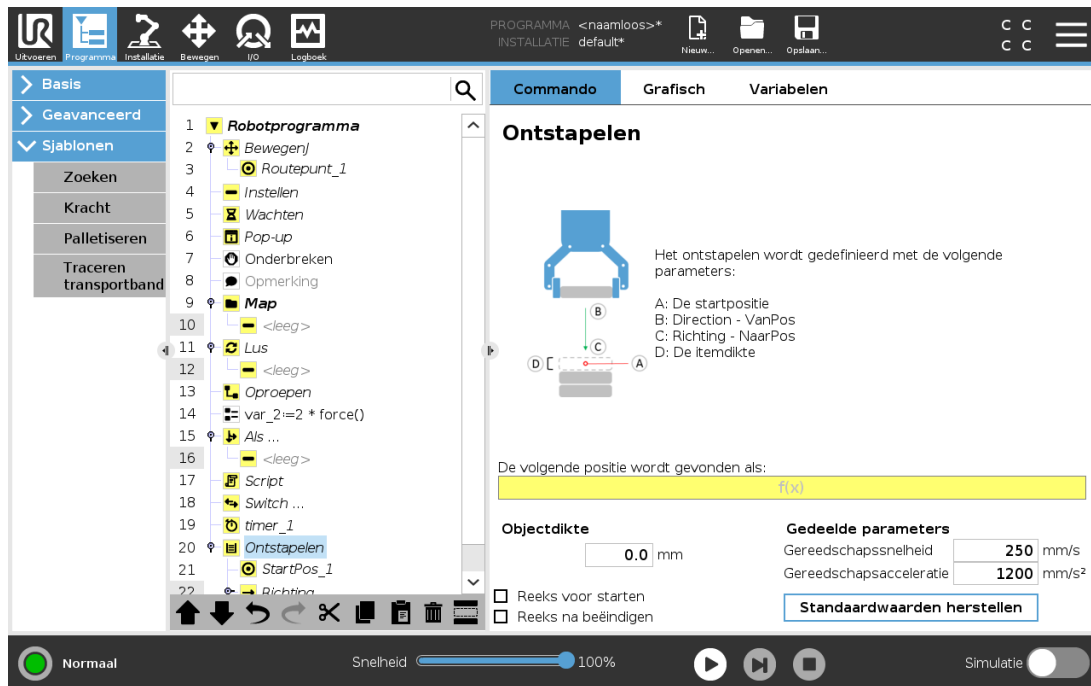 PROGRAMMA <naamloos>*
INSTALLATIE default*
Uitvoeren
Programma
Installatie
Bewegen
I/O
Logboek
Nieuw...
Openen...
Opslaan...
C C
C C
Basis
Geavanceerd
Sjablonen
Zoeken
Kracht
Palletiseren
Traceren
transportband
1 Robotprogramma
2 BewegenJ
3 Routepunt_1
4 Instellen
5 Wachten
6 Pop-up
7 Onderbreken
8 Opmerking
9 Map
10 <leeg>
11 Lus
12 <leeg>
13 Oproepen
14 var_2:=2 * force()
15 Als ...
16 <leeg>
17 Script
18 Switch ...
19 timer_1
20 Ontstapelen
21 StartPos_1
22 Richting
Commando
Grafisch
Variabelen
Ontstapelen
B
C
D
A
Het ontstapelen wordt gedefinieerd met de volgende
parameters:
A: De startpositie
B: Direction - VanPos
C: Richting - NaarPos
D: De itemdikte
De volgende positie wordt gevonden als:
f(x)
Objectdikte
0.0 mm
Reeks voor starten
Reeks na beëindigen
Gedeelde parameters
Gereedschapssnelheid 250 mm/s
Gereedschapsacceleratie 1200 mm/s²
Standaardwaarden herstellen
Normaal
Snelheid 100%
Simulatie